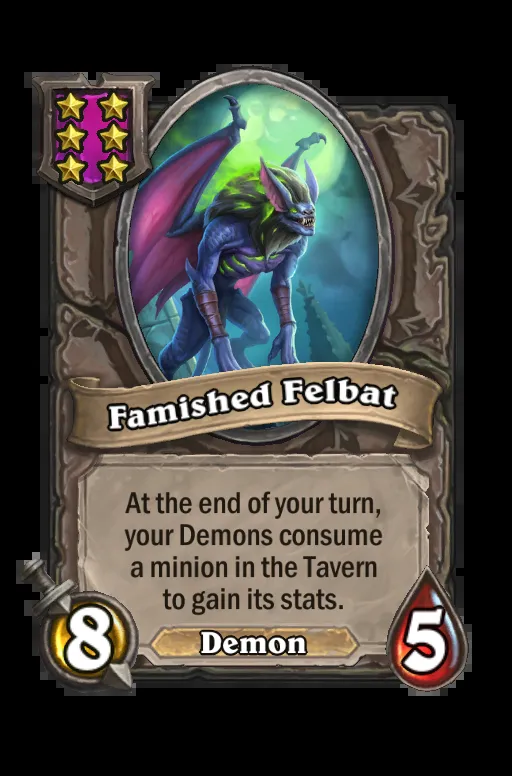 Famished Felbat
At the end of your turn,
your Demons consume
a minion in the Tavern
to gain its stats.
8
Demon
5